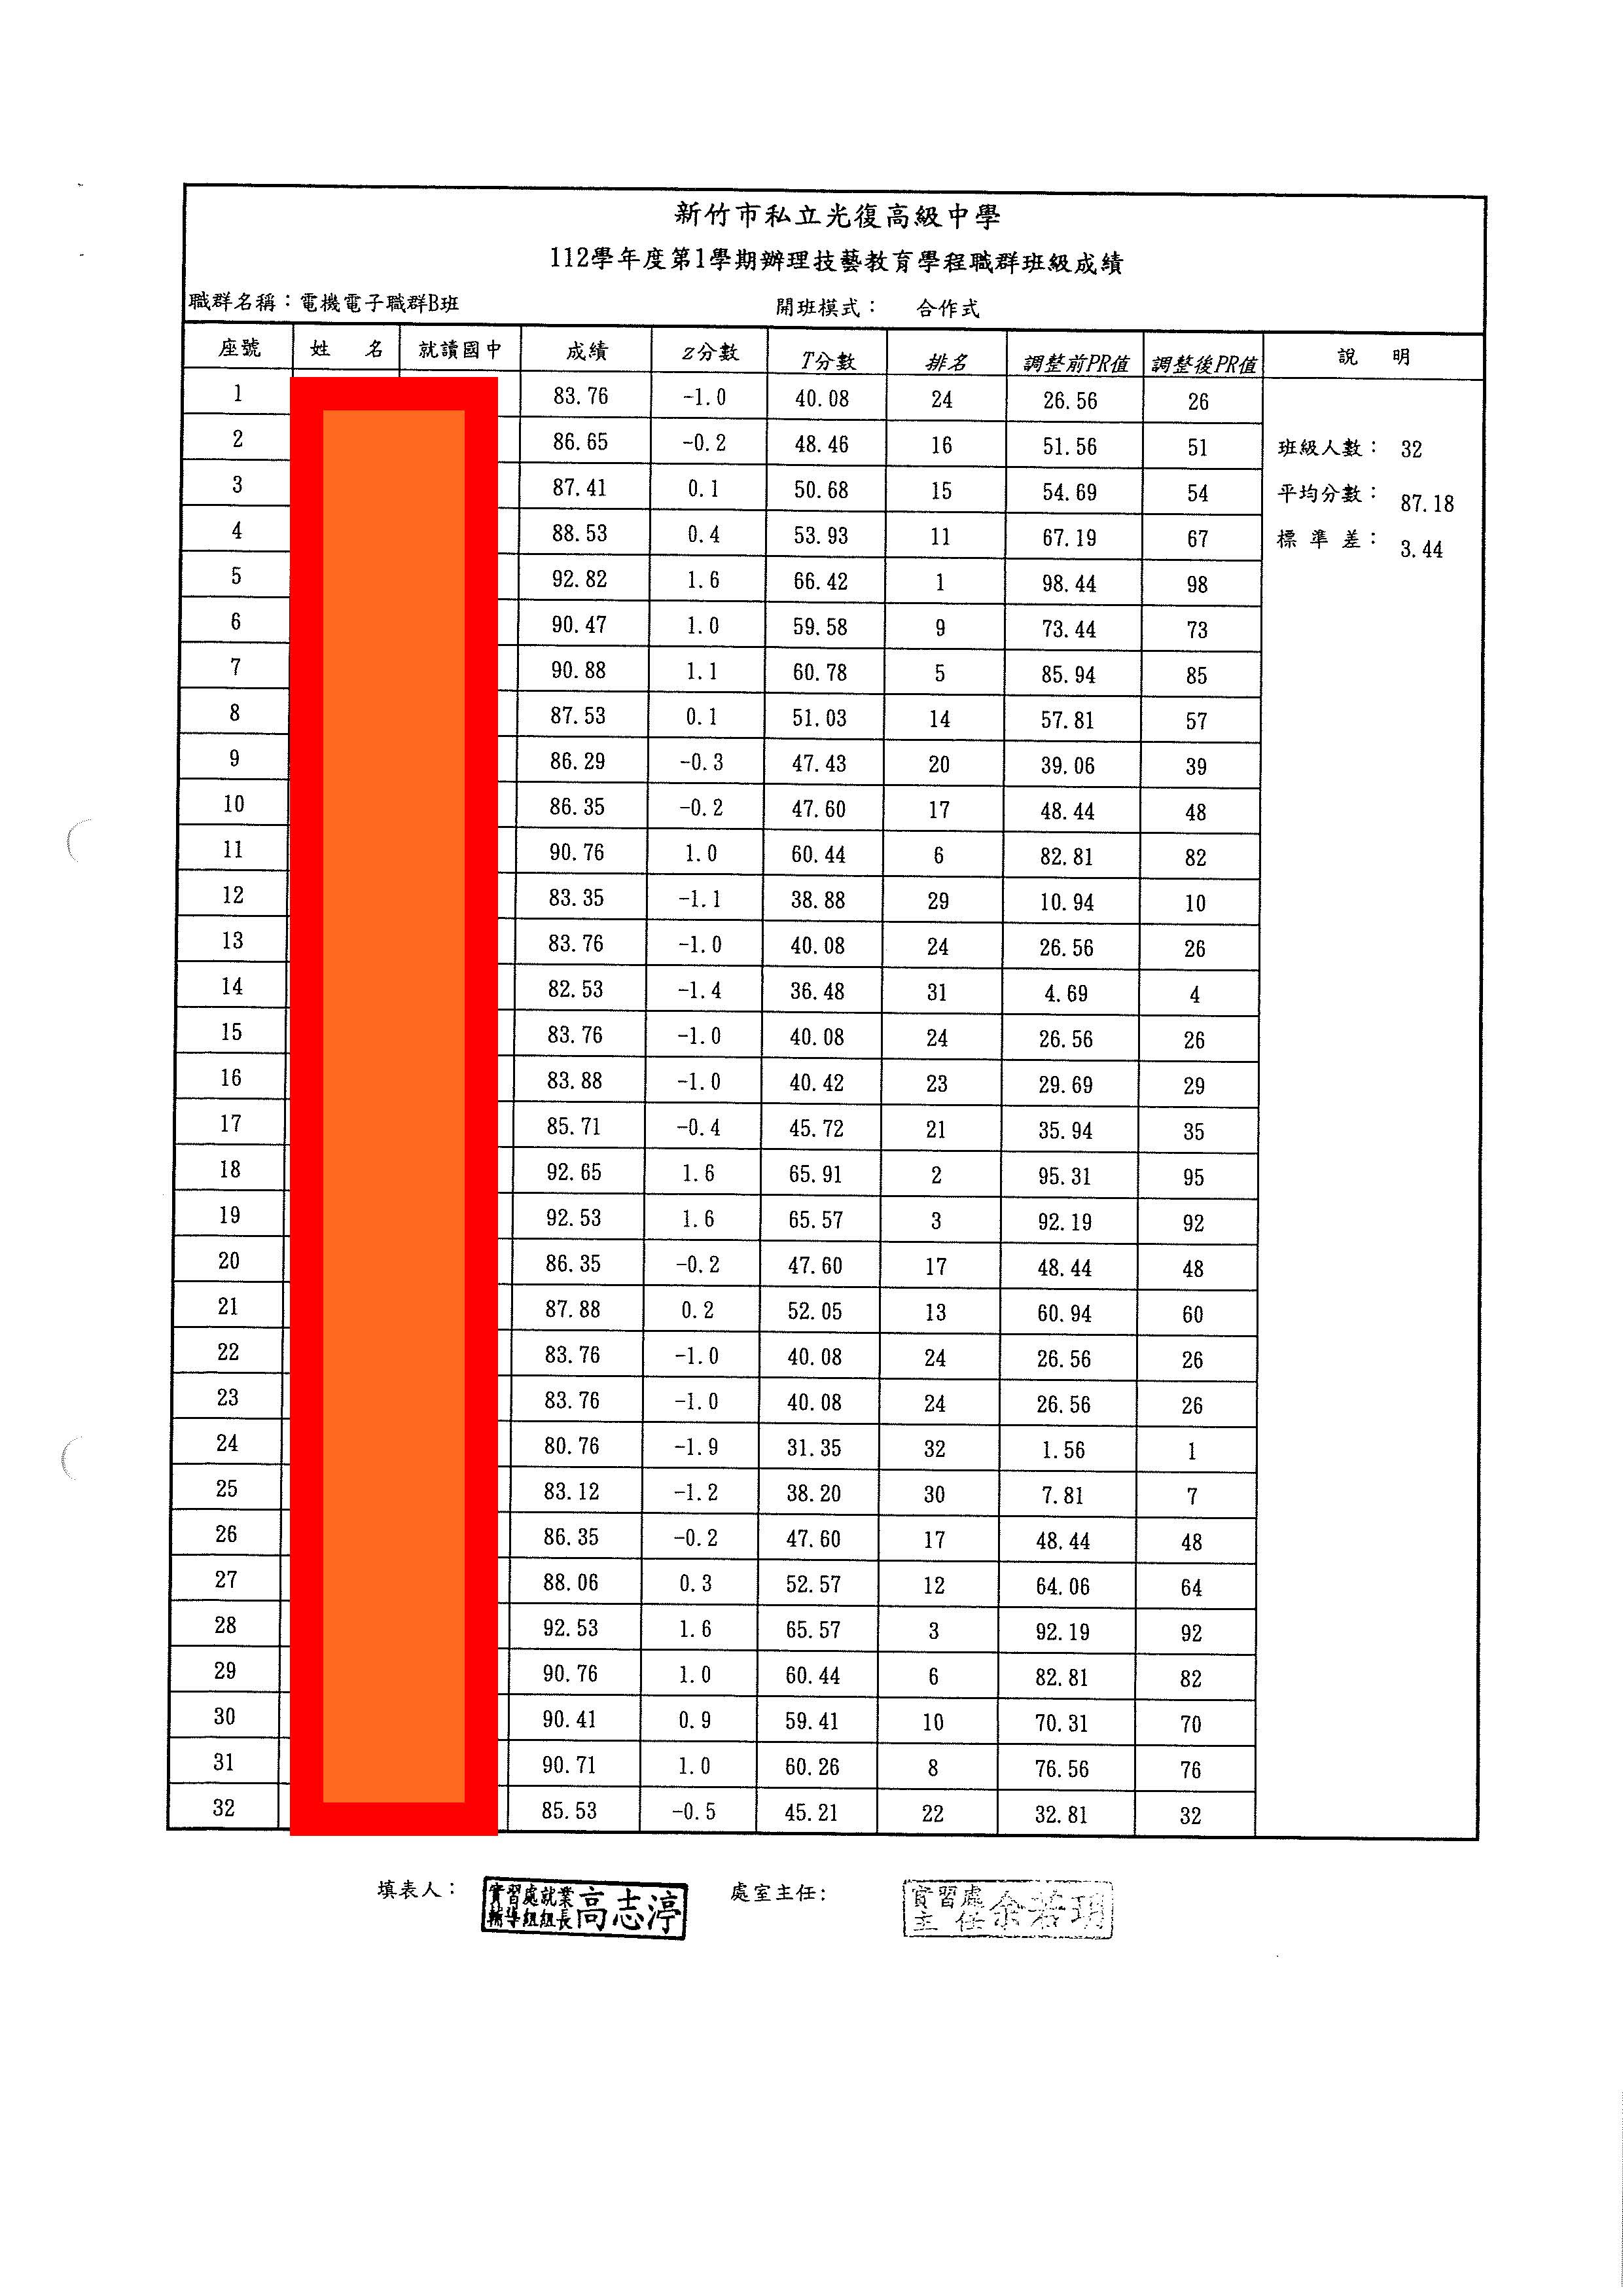 新竹市私立光復高級中學
112學年度第1學期辦理技藝教育學程職群班級成績
職群名稱：電機電子職群B班 開班模式： 合作式
座號 姓 名 就讀國中 成績 z分數 T分數 排名 調整前PR值 調整後PR值 說 明
1 83.76 -1.0 40.08 24 26.56 26
2 86.65 -0.2 48.46 16 51.56 51 班級人數： 32
3 87.41 0.1 50.68 15 54.69 54 平均分數： 87.18
4 88.53 0.4 53.93 11 67.19 67 標 準 差： 3.44
5 92.82 1.6 66.42 1 98.44 98
6 90.47 1.0 59.58 9 73.44 73
7 90.88 1.1 60.78 5 85.94 85
8 87.53 0.1 51.03 14 57.81 57
9 86.29 -0.3 47.43 20 39.06 39
10 86.35 -0.2 47.60 17 48.44 48
11 90.76 1.0 60.44 6 82.81 82
12 83.35 -1.1 38.88 29 10.94 10
13 83.76 -1.0 40.08 24 26.56 26
14 82.53 -1.4 36.48 31 4.69 4
15 83.76 -1.0 40.08 24 26.56 26
16 83.88 -1.0 40.42 23 29.69 29
17 85.71 -0.4 45.72 21 35.94 35
18 92.65 1.6 65.91 2 95.31 95
19 92.53 1.6 65.57 3 92.19 92
20 86.35 -0.2 47.60 17 48.44 48
21 87.88 0.2 52.05 13 60.94 60
22 83.76 -1.0 40.08 24 26.56 26
23 83.76 -1.0 40.08 24 26.56 26
24 80.76 -1.9 31.35 32 1.56 1
25 83.12 -1.2 38.20 30 7.81 7
26 86.35 -0.2 47.60 17 48.44 48
27 88.06 0.3 52.57 12 64.06 64
28 92.53 1.6 65.57 3 92.19 92
29 90.76 1.0 60.44 6 82.81 82
30 90.41 0.9 59.41 10 70.31 70
31 90.71 1.0 60.26 8 76.56 76
32 85.53 -0.5 45.21 22 32.81 32
填表人： 實習處就業輔導組組長 高志渟 處室主任: 實習處主任 余若玥